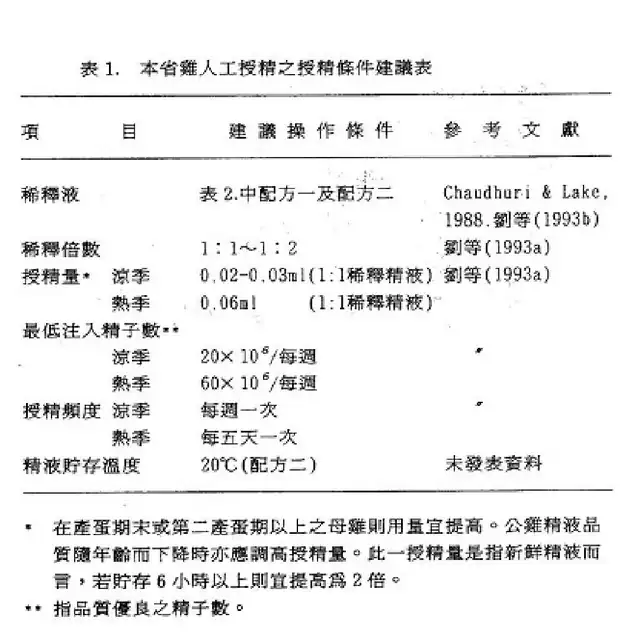 表1. 本省雞人工授精之授精條件建議表
項 目 建議操作條件 參考文獻
稀釋液 表2.中配方一及配方二 Chaudhuri & Lake,
1988.劉等(1993b)
稀釋倍數 1:1~1:2 劉等(1993a)
授精量* 涼季 0.02-0.03ml(1:1稀釋精液) 劉等(1993a)
熱季 0.06ml (1:1稀釋精液)
最低注入精子數**
涼季 20×10⁶/每週 〃
熱季 60×10⁶/每週
授精頻度 涼季 每週一次 〃
熱季 每五天一次
精液貯存溫度 20℃(配方二) 未發表資料
* 在產蛋期末或第二產蛋期以上之母雞則用量宜提高。公雞精液品
質隨年齡而下降時亦應調高授精量。此一授精量是指新鮮精液而
言,若貯存6小時以上則宜提高為2倍。
** 指品質優良之精子數。